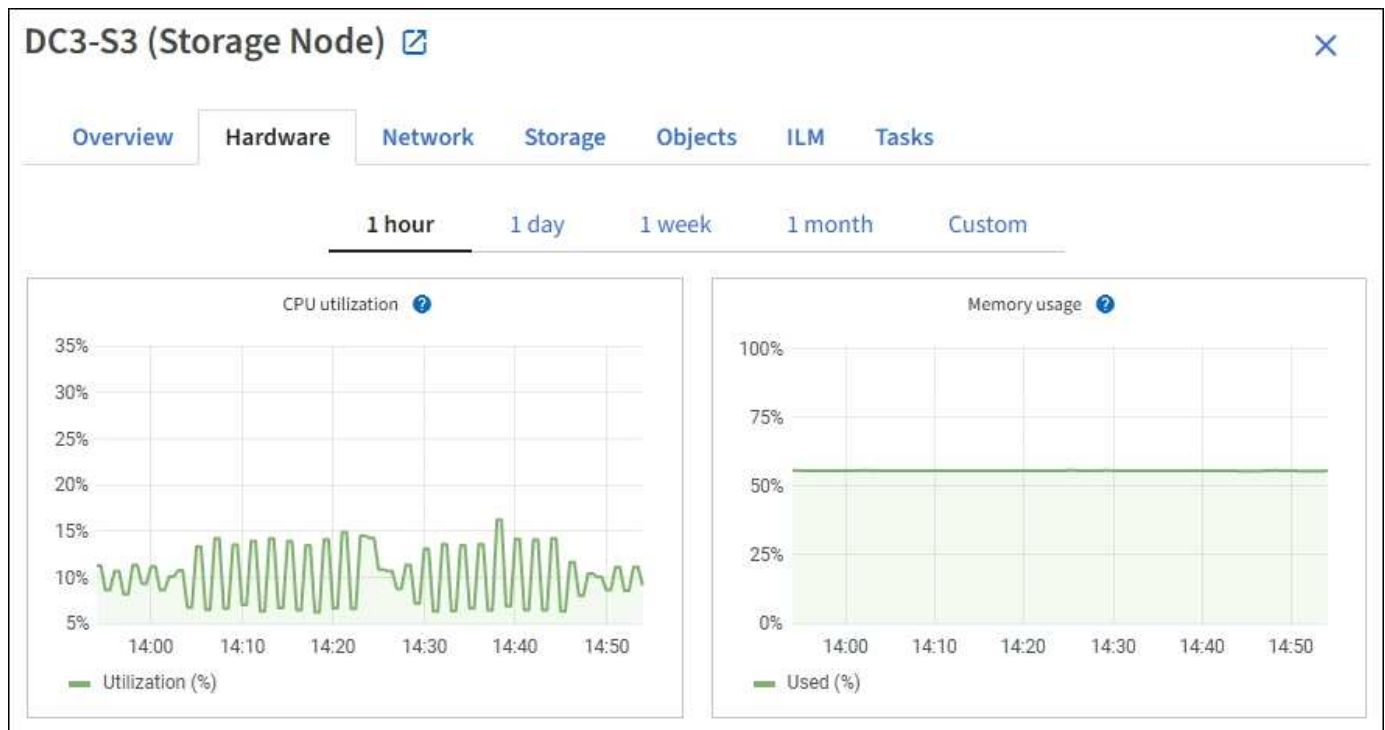 DC3-S3 (Storage Node)
Overview Hardware Network Storage Objects ILM Tasks
1 hour 1 day 1 week 1 month Custom
CPU utilization ?
35%
30%
25%
20%
15%
10%
5%
14:00 14:10 14:20 14:30 14:40 14:50
Utilization (%)
Memory usage ?
100%
75%
50%
25%
0%
14:00 14:10 14:20 14:30 14:40 14:50
Used (%)